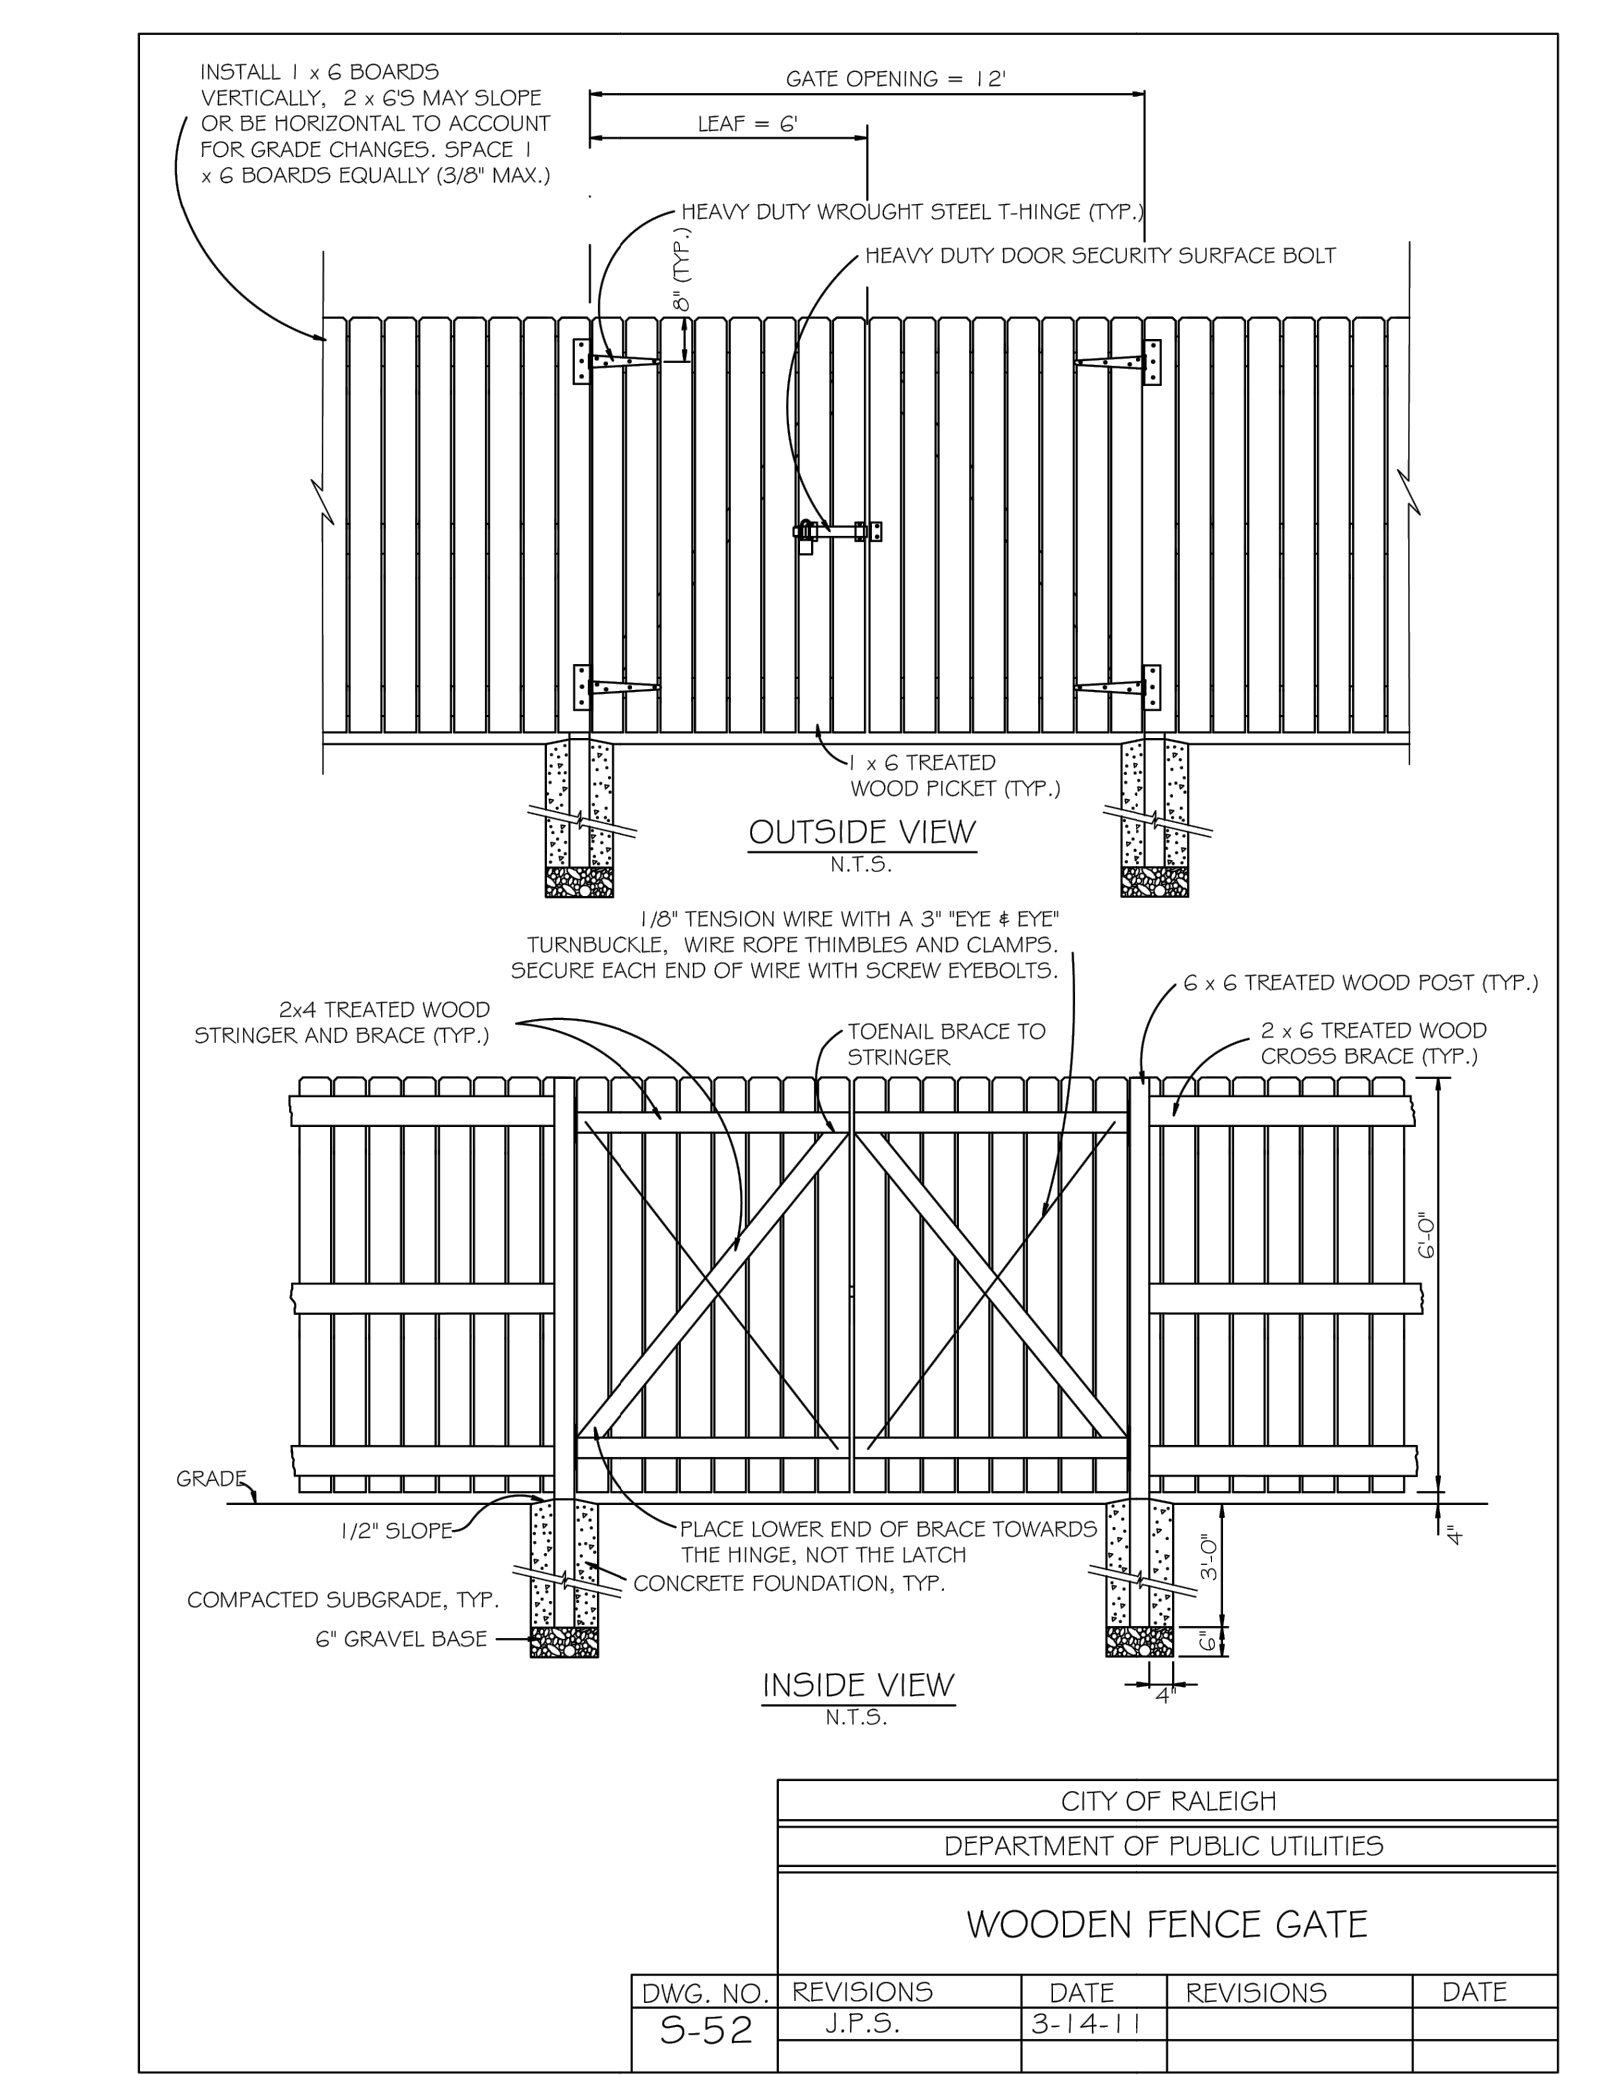 INSTALL 1 x 6 BOARDS
VERTICALLY, 2 x 6'S MAY SLOPE
OR BE HORIZONTAL TO ACCOUNT
FOR GRADE CHANGES. SPACE 1
x 6 BOARDS EQUALLY (3/8" MAX.)
GATE OPENING = 12'
LEAF = 6'
HEAVY DUTY WROUGHT STEEL T-HINGE (TYP.)
8" (TYP.)
HEAVY DUTY DOOR SECURITY SURFACE BOLT
1 x 6 TREATED
WOOD PICKET (TYP.)
OUTSIDE VIEW
N.T.S.
1/8" TENSION WIRE WITH A 3" "EYE & EYE"
TURNBUCKLE, WIRE ROPE THIMBLES AND CLAMPS.
SECURE EACH END OF WIRE WITH SCREW EYEBOLTS.
6 x 6 TREATED WOOD POST (TYP.)
2x4 TREATED WOOD
STRINGER AND BRACE (TYP.)
TOENAIL BRACE TO
STRINGER
2 x 6 TREATED WOOD
CROSS BRACE (TYP.)
6'-0"
GRADE
1/2" SLOPE
PLACE LOWER END OF BRACE TOWARDS
THE HINGE, NOT THE LATCH
CONCRETE FOUNDATION, TYP.
4"
3'-0"
COMPACTED SUBGRADE, TYP.
6" GRAVEL BASE
6"
4"
INSIDE VIEW
N.T.S.
CITY OF RALEIGH
DEPARTMENT OF PUBLIC UTILITIES
WOODEN FENCE GATE
DWG. NO. REVISIONS DATE REVISIONS DATE
S-52 J.P.S. 3-14-11